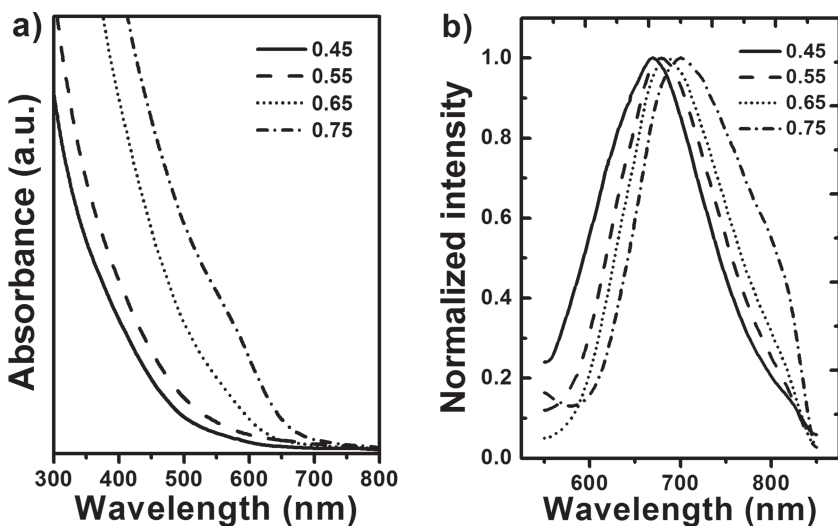 a)
0.45
0.55
0.65
0.75
Absorbance (a.u.)
300 400 500 600 700 800
Wavelength (nm)
b)
0.45
0.55
0.65
0.75
1.0
0.8
0.6
0.4
0.2
0.0
Normalized intensity
600 700 800
Wavelength (nm)